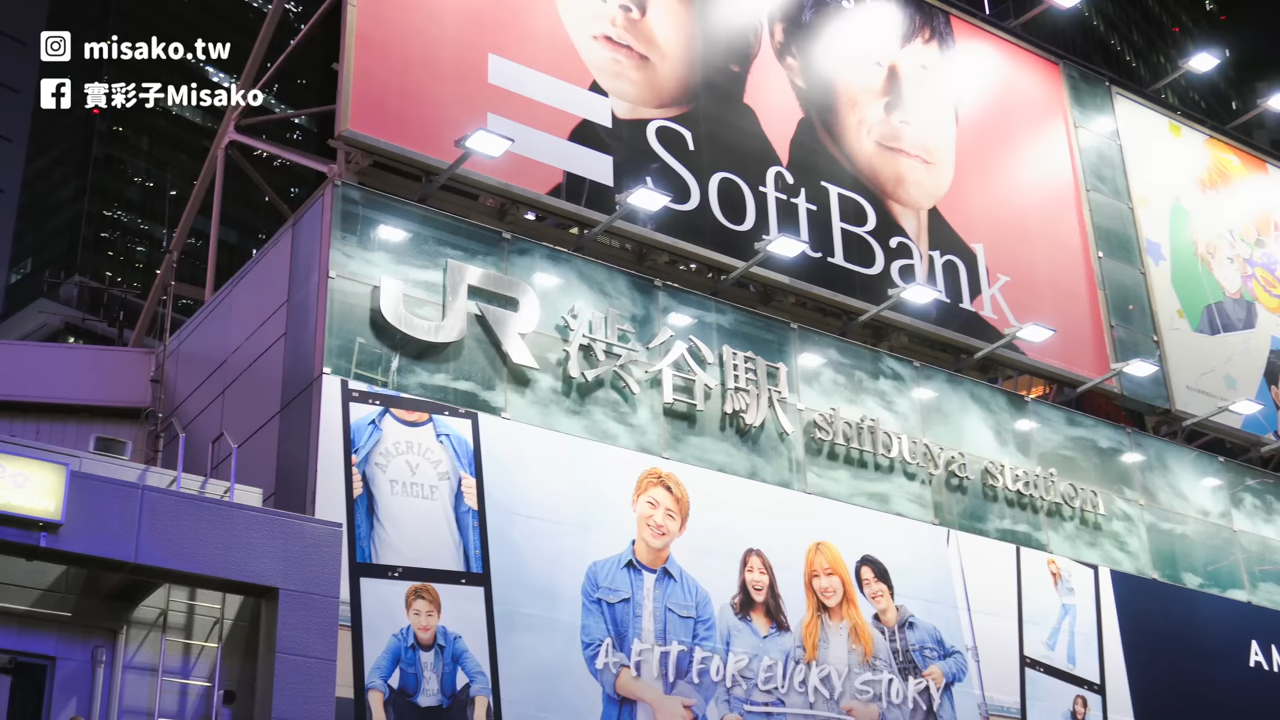 misako.tw
實彩子Misako
SoftBank
JR 渋谷駅 shibuya station
AMERICAN
EAGLE
A FIT FOR EVERY STORY